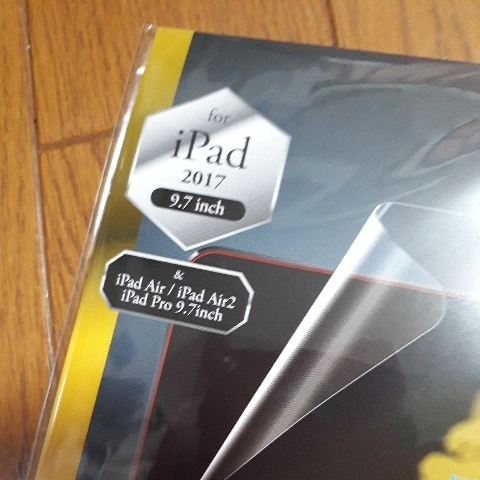 for
iPad
2017
9.7 inch
&
iPad Air / iPad Air2
iPad Pro 9.7inch